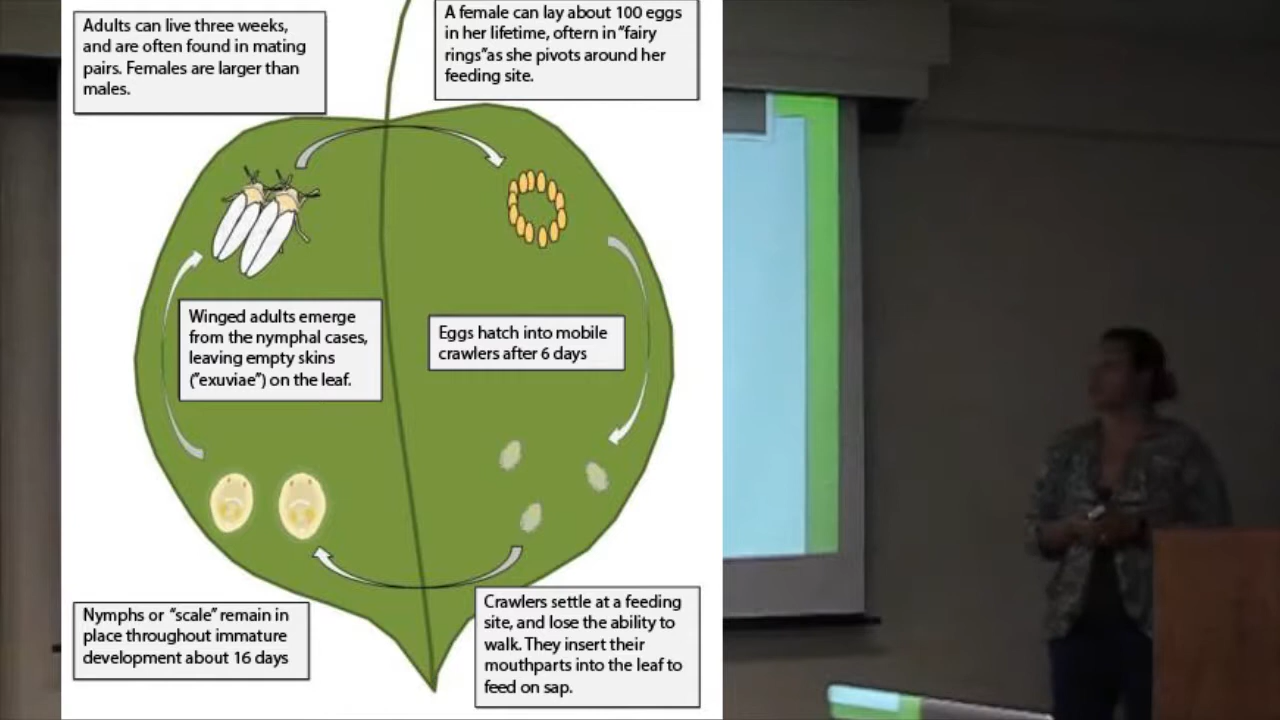 Adults can live three weeks,
and are often found in mating
pairs. Females are larger than
males.
A female can lay about 100 eggs
in her lifetime, oftern in "fairy
rings"as she pivots around her
feeding site.
Winged adults emerge
from the nymphal cases,
leaving empty skins
("exuviae") on the leaf.
Eggs hatch into mobile
crawlers after 6 days
Nymphs or "scale" remain in
place throughout immature
development about 16 days
Crawlers settle at a feeding
site, and lose the ability to
walk. They insert their
mouthparts into the leaf to
feed on sap.